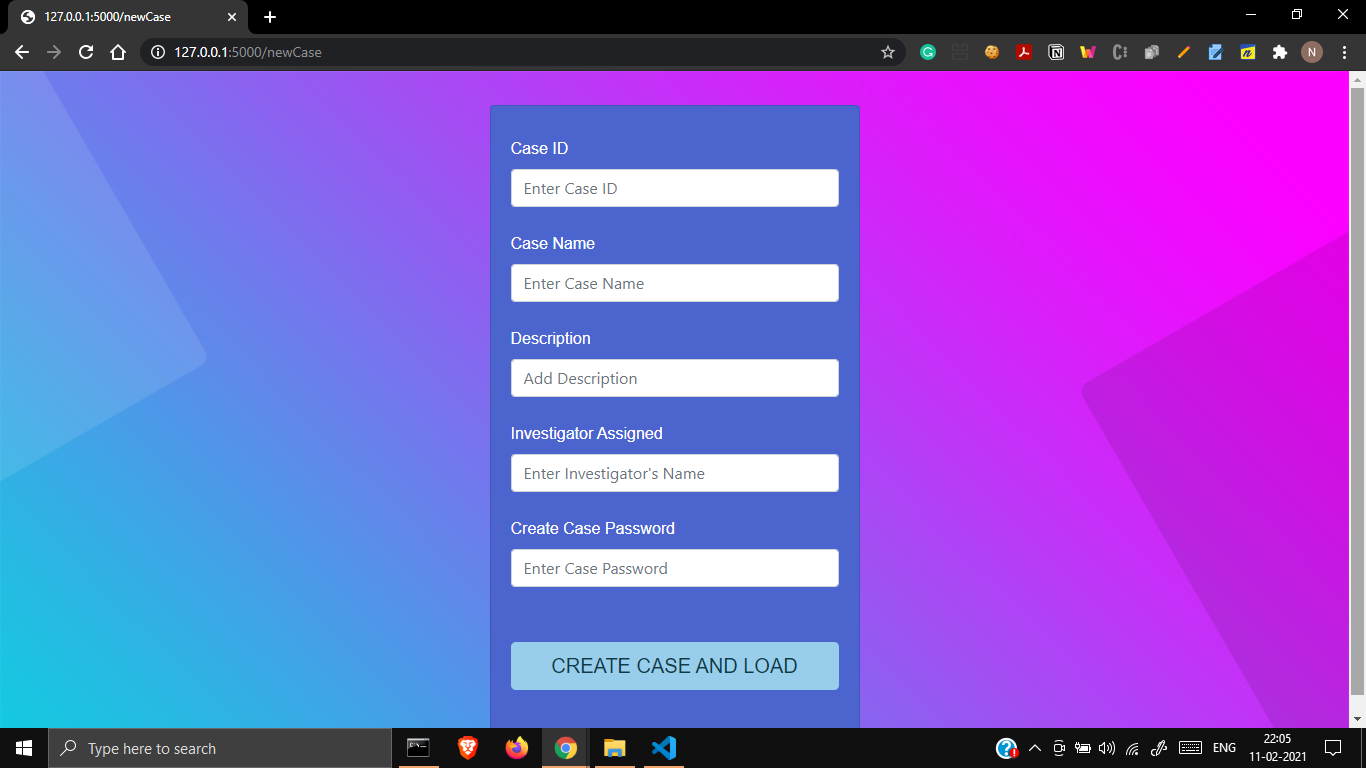 127.0.0.1:5000/newCase
127.0.0.1:5000/newCase
N
Case ID
Enter Case ID
Case Name
Enter Case Name
Description
Add Description
Investigator Assigned
Enter Investigator's Name
Create Case Password
Enter Case Password
CREATE CASE AND LOAD
Type here to search
ENG
22:05
11-02-2021